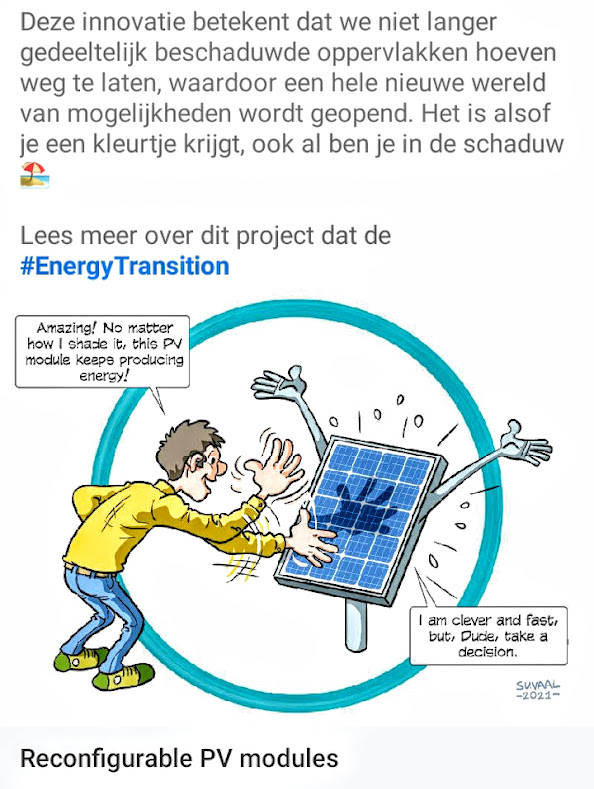 Deze innovatie betekent dat we niet langer
gedeeltelijk beschaduwde oppervlakken hoeven
weg te laten, waardoor een hele nieuwe wereld
van mogelijkheden wordt geopend. Het is alsof
je een kleurtje krijgt, ook al ben je in de schaduw
🏖️
Lees meer over dit project dat de
#EnergyTransition
Amazing! No matter
how I shade it, this PV
module keeps producing
energy!
I am clever and fast,
but, Dude, take a
decision.
SUVAAL
-2021-
Reconfigurable PV modules